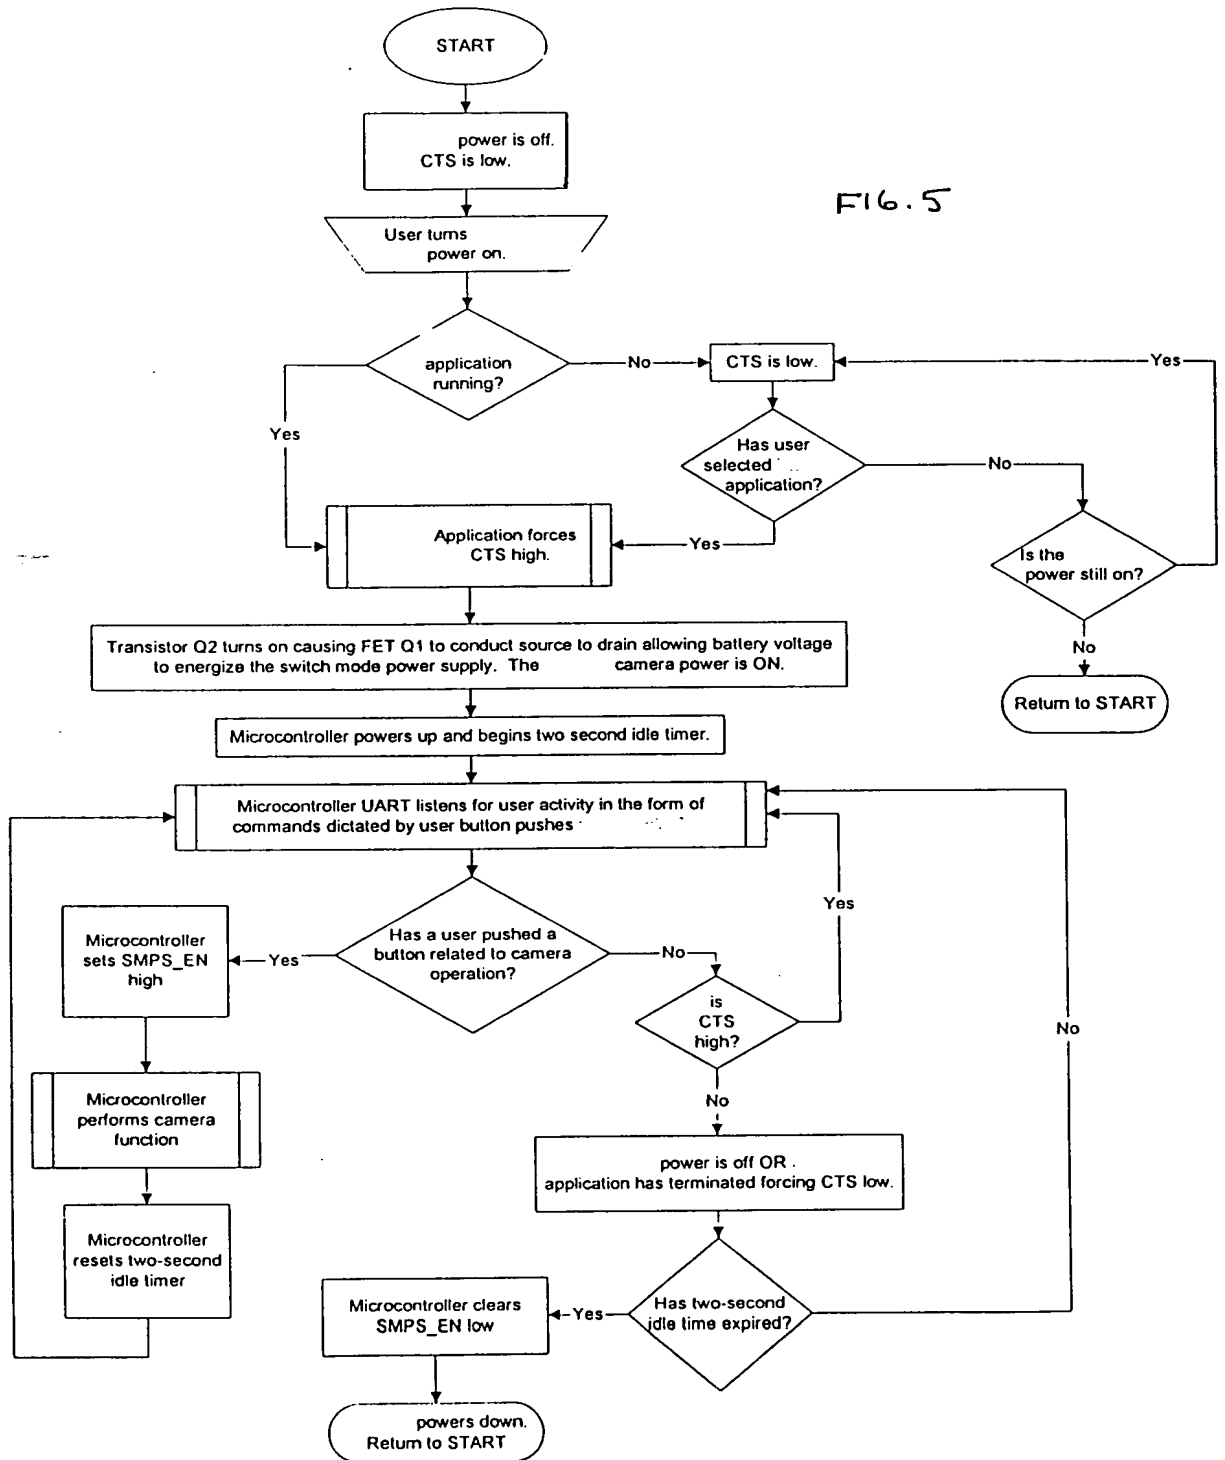 START
power is off.
CTS is low.
FIG. 5
User turns
power on.
application
running?
No
CTS is low.
Yes
Yes
Has user
selected
application?
No
Application forces
CTS high.
Yes
Is the
power still on?
No
Return to START
Transistor Q2 turns on causing FET Q1 to conduct source to drain allowing battery voltage
to energize the switch mode power supply. The camera power is ON.
Microcontroller powers up and begins two second idle timer.
Microcontroller UART listens for user activity in the form of
commands dictated by user button pushes
Yes
Has a user pushed a
button related to camera
operation?
Yes
No
Microcontroller
sets SMPS_EN
high
is
CTS
high?
No
No
Microcontroller
performs camera
function
power is off OR
application has terminated forcing CTS low.
Microcontroller
resets two-second
idle timer
Has two-second
idle time expired?
Yes
Microcontroller clears
SMPS_EN low
powers down.
Return to START